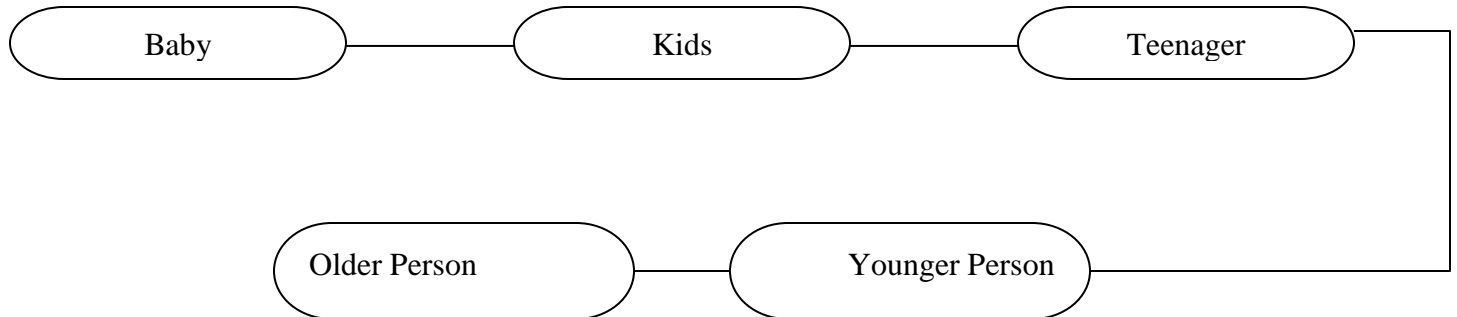 Baby
Kids
Teenager
Older Person
Younger Person